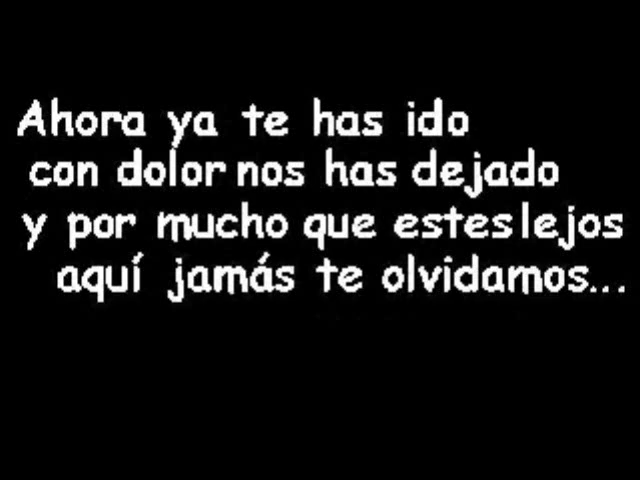 Ahora ya te has ido
con dolor nos has dejado
y por mucho que estes lejos
aquí jamás te olvidamos...